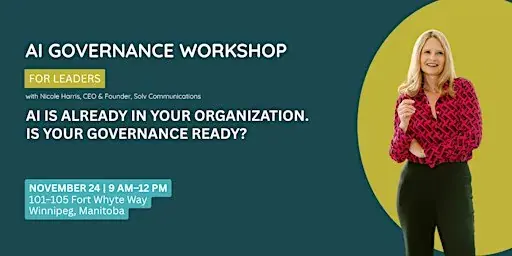 AI GOVERNANCE WORKSHOP
FOR LEADERS
with Nicole Harris, CEO & Founder, Solv Communications
AI IS ALREADY IN YOUR ORGANIZATION.
IS YOUR GOVERNANCE READY?
NOVEMBER 24 | 9 AM–12 PM
101-105 Fort Whyte Way
Winnipeg, Manitoba